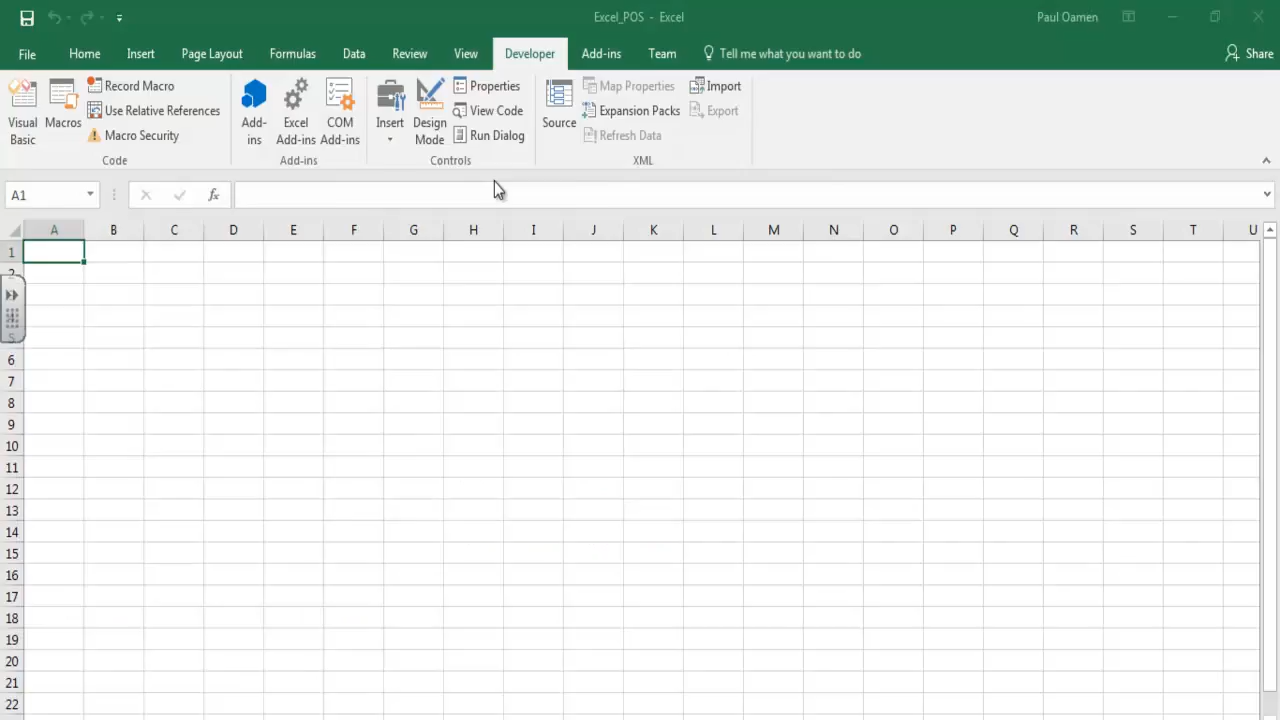 Excel_POS - Excel
Paul Oamen
File Home Insert Page Layout Formulas Data Review View Developer Add-ins Team Tell me what you want to do Share
Visual Basic
Macros
Record Macro
Use Relative References
Macro Security
Code
Add-ins
Excel Add-ins
COM Add-ins
Add-ins
Insert
Design Mode
Properties
View Code
Run Dialog
Controls
Source
Map Properties
Expansion Packs
Refresh Data
Import
Export
XML
A1
fx
A B C D E F G H I J K L M N O P Q R S T U
1
2
5
6
7
8
9
10
11
12
13
14
15
16
17
18
19
20
21
22